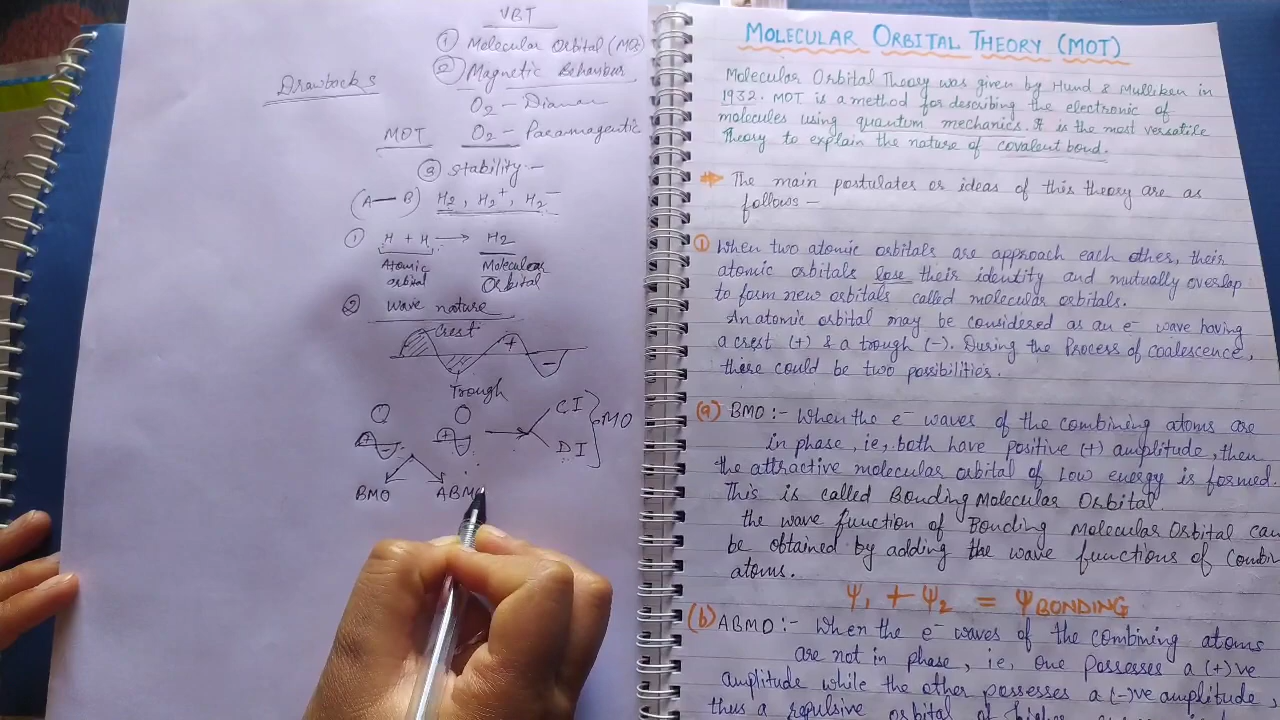 VBT
Drawbacks
① Molecular Orbital (MO)
② Magnetic Behaviour
O2 – Diamag
MOT O2 – Paramagentic
③ stability :-
(A — B) H2, H2+, H2–
① H + H → H2
Atomic orbital
Molecular Orbital
② wave nature
Crest
+
–
Trough
CI
+ + MO
DI
BMO ABMO
MOLECULAR ORBITAL THEORY (MOT)
Molecular Orbital Theory was given by Hund & Mulliken in
1932. MOT is a method for describing the electronic of
molecules using quantum mechanics. It is the most versatile
Theory to explain the nature of covalent bond.
⇒ The main postulates or ideas of this theory are as
follows –
① When two atomic orbitals are approach each others, their
atomic orbitals lose their identity and mutually overlap
to form new orbitals called molecular orbitals.
An atomic orbital may be considered as an e– wave having
a crest (+) & a trough (–). During the Process of coalescence,
there could be two possibilities.
(a) BMO :- When the e– waves of the combining atoms are
in phase, ie, both have positive (+) amplitude, then
the attractive molecular orbital of Low energy is formed.
This is called Bonding Molecular Orbital.
the wave function of Bonding Molecular Orbital can
be obtained by adding the wave functions of Combi
atoms.
Ψ1 + Ψ2 = Ψ BONDING
(b) ABMO :- When the e– waves of the combining atoms
are not in phase, i.e, one possesses a (+)ve
amplitude while the other possesses a (-)ve amplitude,
thus a repulsive orbital of higher